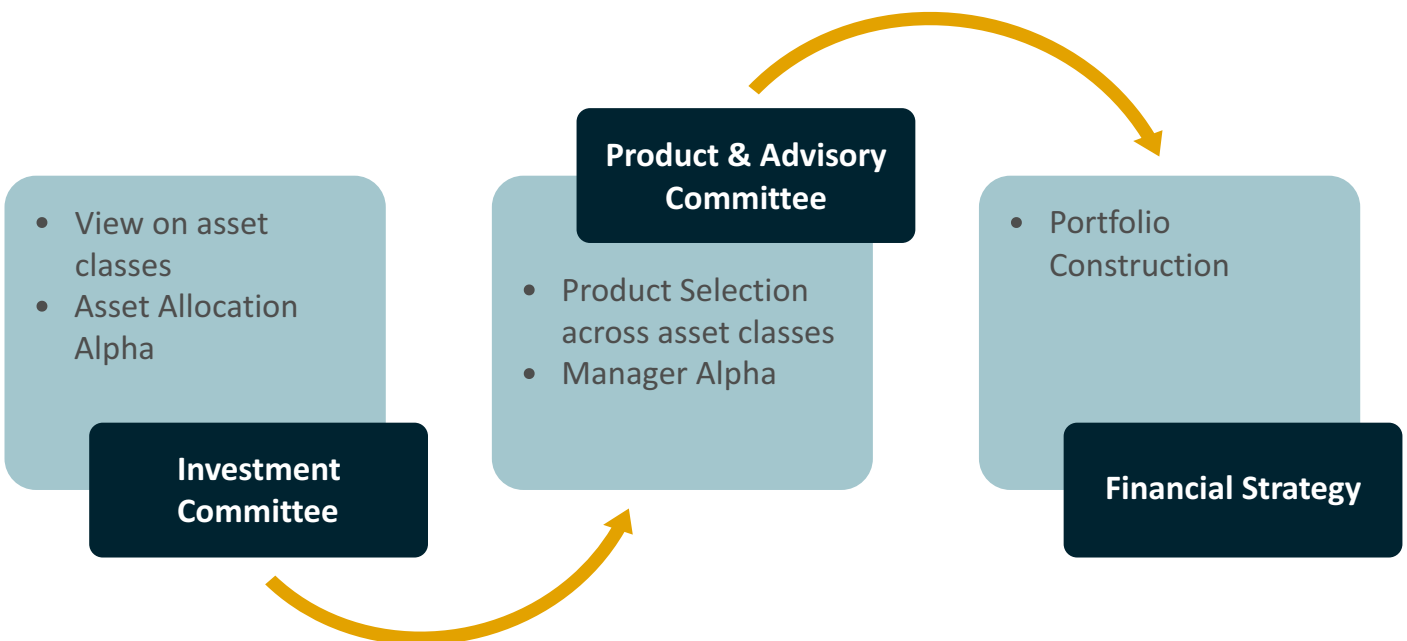 • View on asset
classes
• Asset Allocation
Alpha
Investment
Committee
Product & Advisory
Committee
• Product Selection
across asset classes
• Manager Alpha
• Portfolio
Construction
Financial Strategy